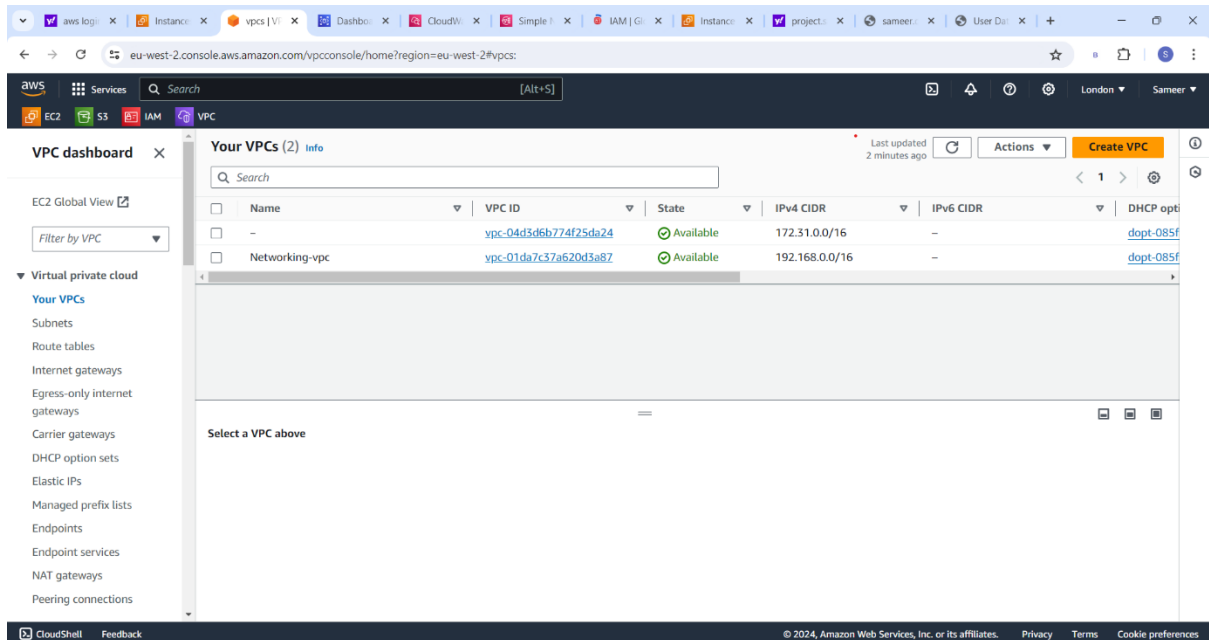 aws logi
Instance
vpcs | V
Dashbo
CloudW
Simple N
IAM | G
Instance
project.s
sameer.
User Da
eu-west-2.console.aws.amazon.com/vpcconsole/home?region=eu-west-2#vpcs:
S
aws Services Search [Alt+S] London Sameer
EC2 S3 IAM VPC
VPC dashboard
EC2 Global View
Filter by VPC
Virtual private cloud
Your VPCs
Subnets
Route tables
Internet gateways
Egress-only internet
gateways
Carrier gateways
DHCP option sets
Elastic IPs
Managed prefix lists
Endpoints
Endpoint services
NAT gateways
Peering connections
Your VPCs (2) Info
Last updated
2 minutes ago
Actions
Create VPC
Search
1
Name VPC ID State IPv4 CIDR IPv6 CIDR DHCP opti
– vpc-04d3d6b774f25da24 Available 172.31.0.0/16 – dopt-085f
Networking-vpc vpc-01da7c37a620d3a87 Available 192.168.0.0/16 – dopt-085f
Select a VPC above
CloudShell Feedback © 2024, Amazon Web Services, Inc. or its affiliates. Privacy Terms Cookie preferences